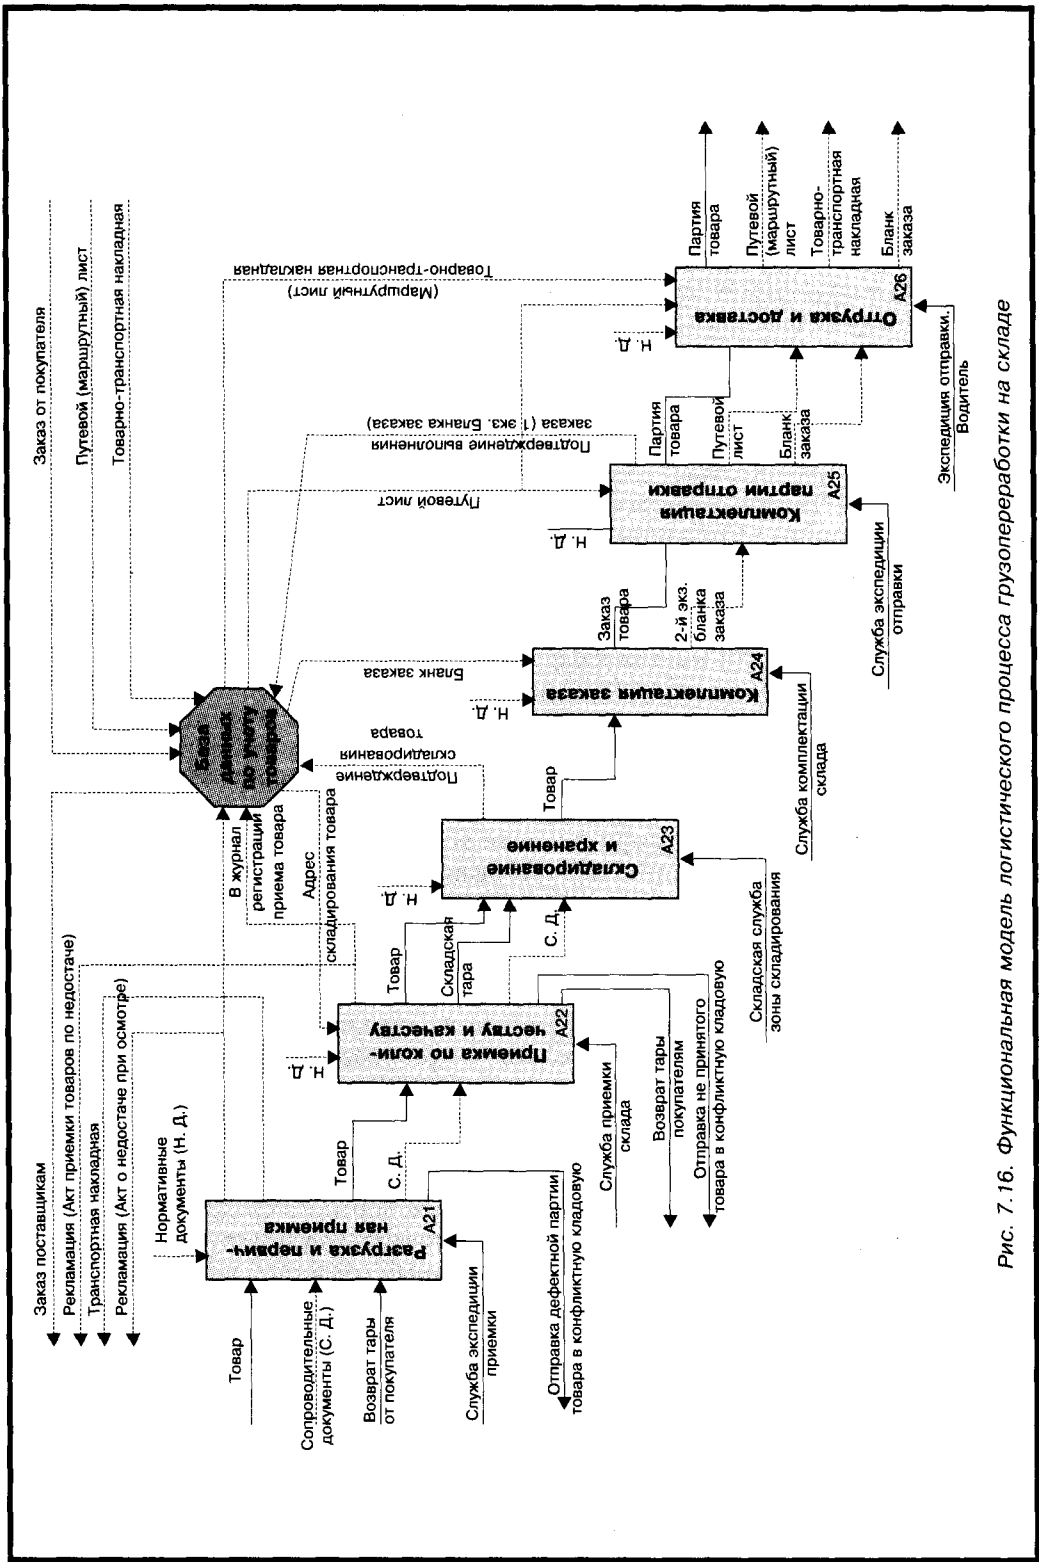 Заказ поставщикам
Рекламация (Акт приемки товаров по недостаче)
Транспортная накладная
Рекламация (Акт о недостаче при осмотре)
Заказ от покупателя
Путевой (маршрутный) лист
Товарно-транспортная накладная
База
данных
по учету
товаров
В журнал
регистраций
приема товара
Адрес
складирования товара
Подтверждение
складирования
товара
Бланк заказа
Путевой лист
Подтверждение выполнения
заказа (1 экз. Бланка заказа)
Товарно-транспортная накладная
(Маршрутный лист)
Нормативные
документы (Н. Д.)
Товар
Сопроводительные
документы (С. Д.)
Возврат тары
от покупателя
Служба экспедиции
приемки
Разгрузка и первич-
ная приемка
А21
Отправка дефектной партии
товара в конфликтную кладовую
Товар
С. Д.
Н. Д.
Приемка по коли-
честву и качеству
А22
Служба приемки
склада
Возврат тары
покупателям
Отправка не принятого
товара в конфликтную кладовую
Товар
Складская
тара
С. Д.
Н. Д.
Складирование
и хранение
А23
Складская служба
зоны складирования
Товар
Н. Д.
Комплектация заказа
А24
Служба комплектации
склада
Заказ
товара
2-й экз.
бланка
заказа
Н. Д.
Комплектация
партии отправки
А25
Служба экспедиции
отправки
Партия
товара
Путевой
лист
Бланк
заказа
Н. Д.
Отгрузка и доставка
А26
Экспедиция отправки.
Водитель
Партия
товара
Путевой
(маршрутный)
лист
Товарно-
транспортная
накладная
Бланк
заказа
Рис. 7.16. Функциональная модель логистического процесса грузопереработки на складе